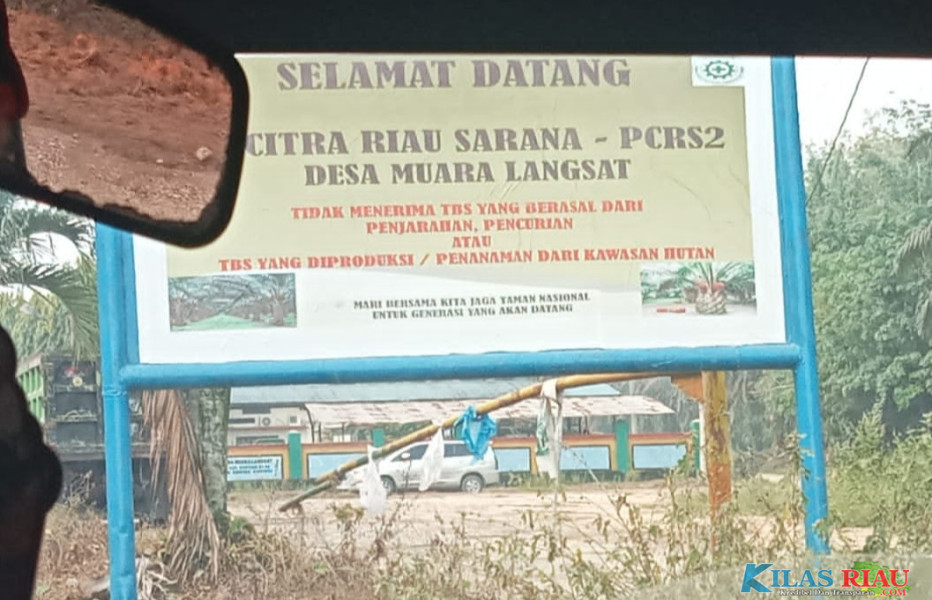 SELAMAT DATANG
CITRA RIAU SARANA - PCRS2
DESA MUARA LANGSAT
TIDAK MENERIMA TBS YANG BERASAL DARI
PENJARAHAN, PENCURIAN
ATAU
TBS YANG DIPRODUKSI / PENANAMAN DARI KAWASAN HUTAN
MARI BERSAMA KITA JAGA TAMAN NASIONAL
UNTUK GENERASI YANG AKAN DATANG
KILAS RIAU
.COM